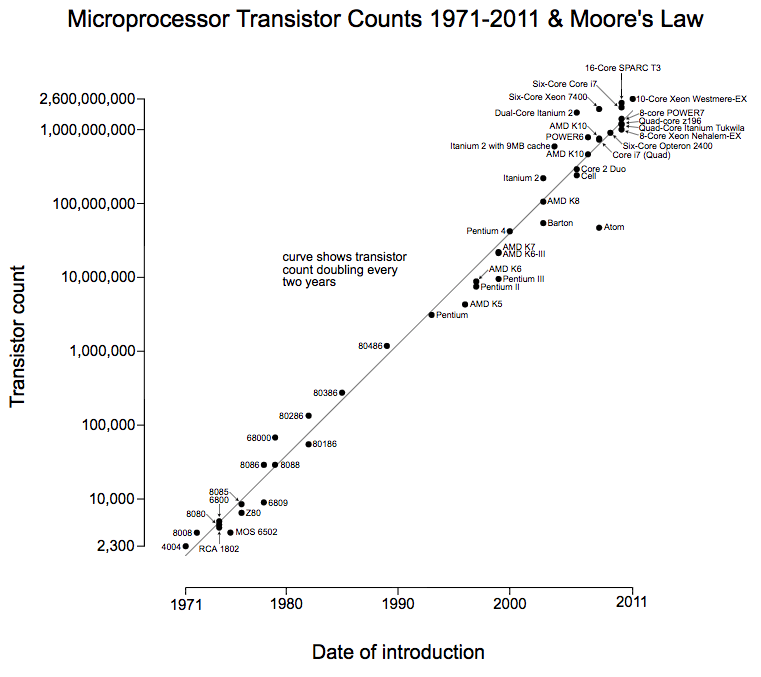 Microprocessor Transistor Counts 1971-2011 & Moore's Law
16-Core SPARC T3
Six-Core Core i7
Six-Core Xeon 7400
10-Core Xeon Westmere-EX
Dual-Core Itanium 2
8-core POWER7
Quad-core z196
Quad-Core Itanium Tukwila
8-Core Xeon Nehalem-EX
AMD K10
POWER6
Itanium 2 with 9MB cache
Six-Core Opteron 2400
AMD K10
Core i7 (Quad)
Core 2 Duo
Cell
Itanium 2
AMD K8
Barton
Atom
Pentium 4
AMD K7
AMD K6-III
curve shows transistor
count doubling every
two years
AMD K6
Pentium III
Pentium II
AMD K5
Pentium
80486
80386
80286
68000
80186
8086
8088
8085
6800
6809
8080
Z80
8008
MOS 6502
4004
RCA 1802
2,600,000,000
1,000,000,000
100,000,000
10,000,000
1,000,000
100,000
10,000
2,300
Transistor count
1971
1980
1990
2000
2011
Date of introduction